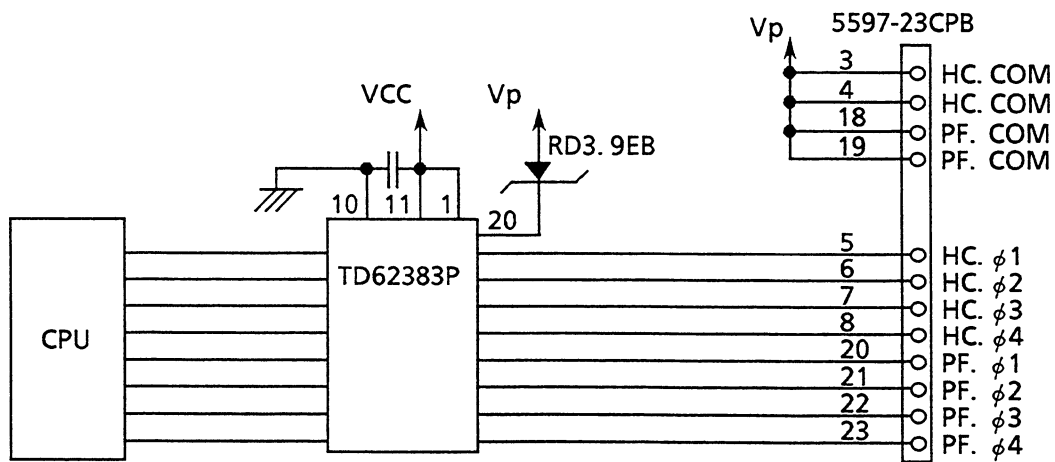 Vp 5597-23CPB
3 HC. COM
4 HC. COM
18 PF. COM
19 PF. COM
VCC Vp
RD3. 9EB
10 11 1 20
TD62383P
CPU
5 HC. φ1
6 HC. φ2
7 HC. φ3
8 HC. φ4
20 PF. φ1
21 PF. φ2
22 PF. φ3
23 PF. φ4